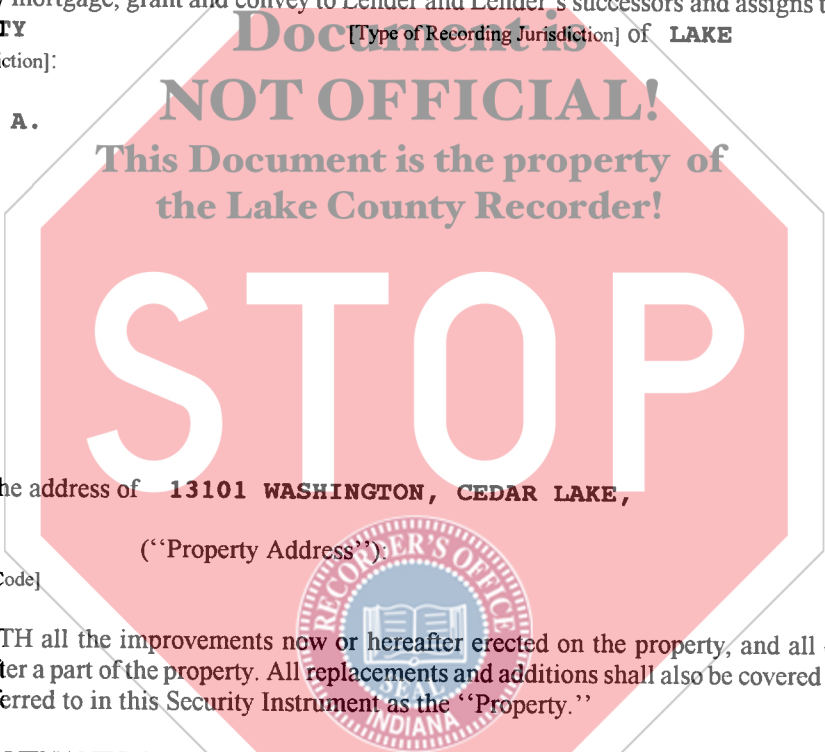 mortgage, grant and convey to Lender and Lender's successors and assigns
TY Document is [Type of Recording Jurisdiction] of LAKE
iction]:
NOT OFFICIAL!
A.
This Document is the property of
the Lake County Recorder!
STOP
he address of 13101 WASHINGTON, CEDAR LAKE,
(‘‘Property Address’’):
Code]
RECORDER'S OFFICE
TH all the improvements now or hereafter erected on the property, and all
ter a part of the property. All replacements and additions shall also be covered
SEAL
erred to in this Security Instrument as the ‘‘Property.’’
INDIANA